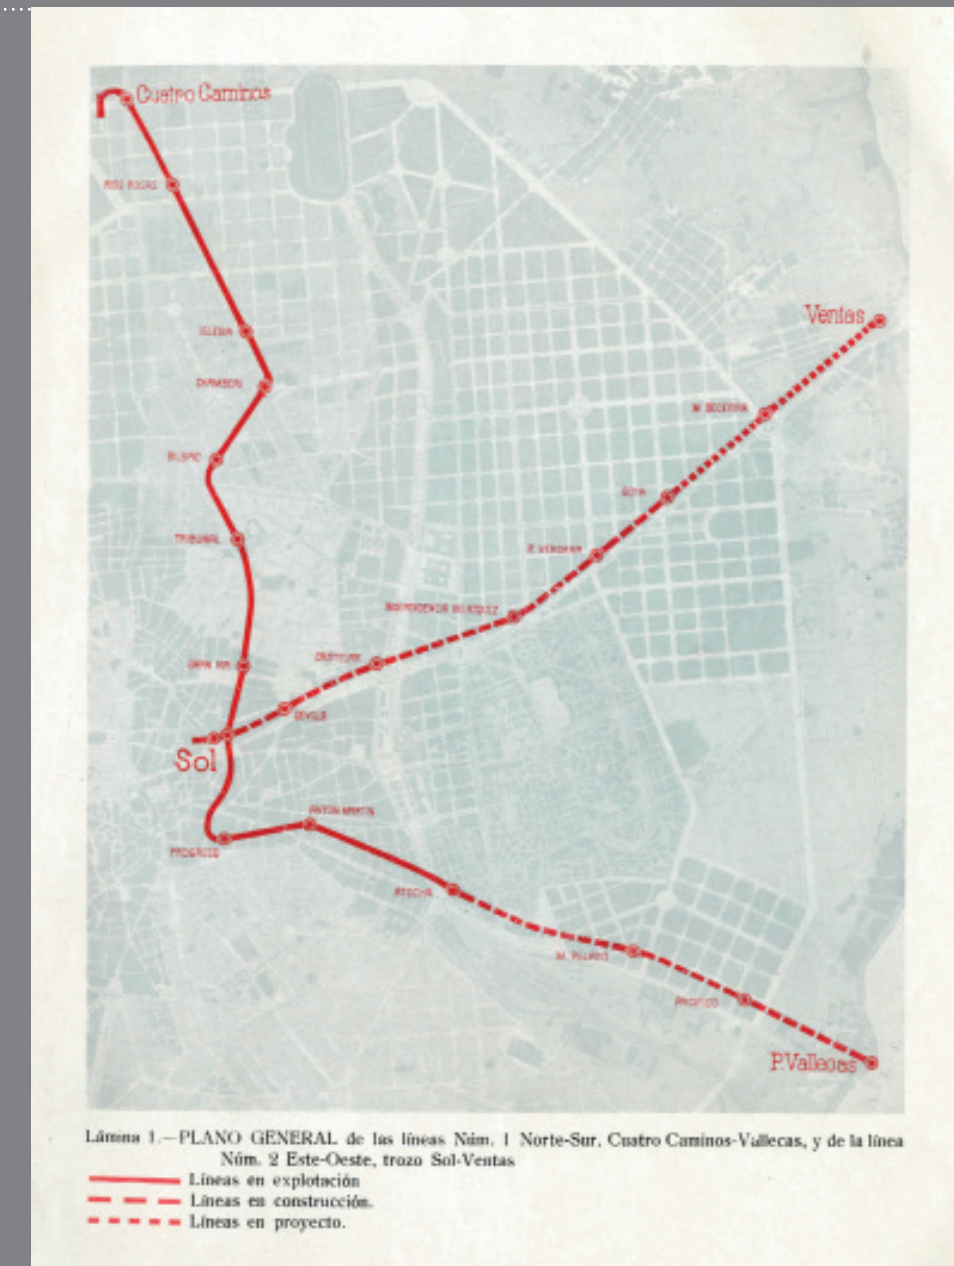 Cuatro Caminos
RIOS ROSAS
IGLESIA
CHAMBERI
BILBAO
TRIBUNAL
GRAN VIA
Sol
PROGRESO
ANTON MARTIN
ATOCHA
M. PELAYO
PACIFICO
P.Vallecas
SEVILLA
CIBELES
INDEPENDENCIA VELAZQUEZ
P. VERGARA
GOYA
M. BECERRA
Ventas
Lámina 1.—PLANO GENERAL de las líneas Núm. 1 Norte-Sur, Cuatro Caminos-Vallecas, y de la línea
Núm. 2 Este-Oeste, trozo Sol-Ventas
Líneas en explotación
Líneas en construcción.
Líneas en proyecto.